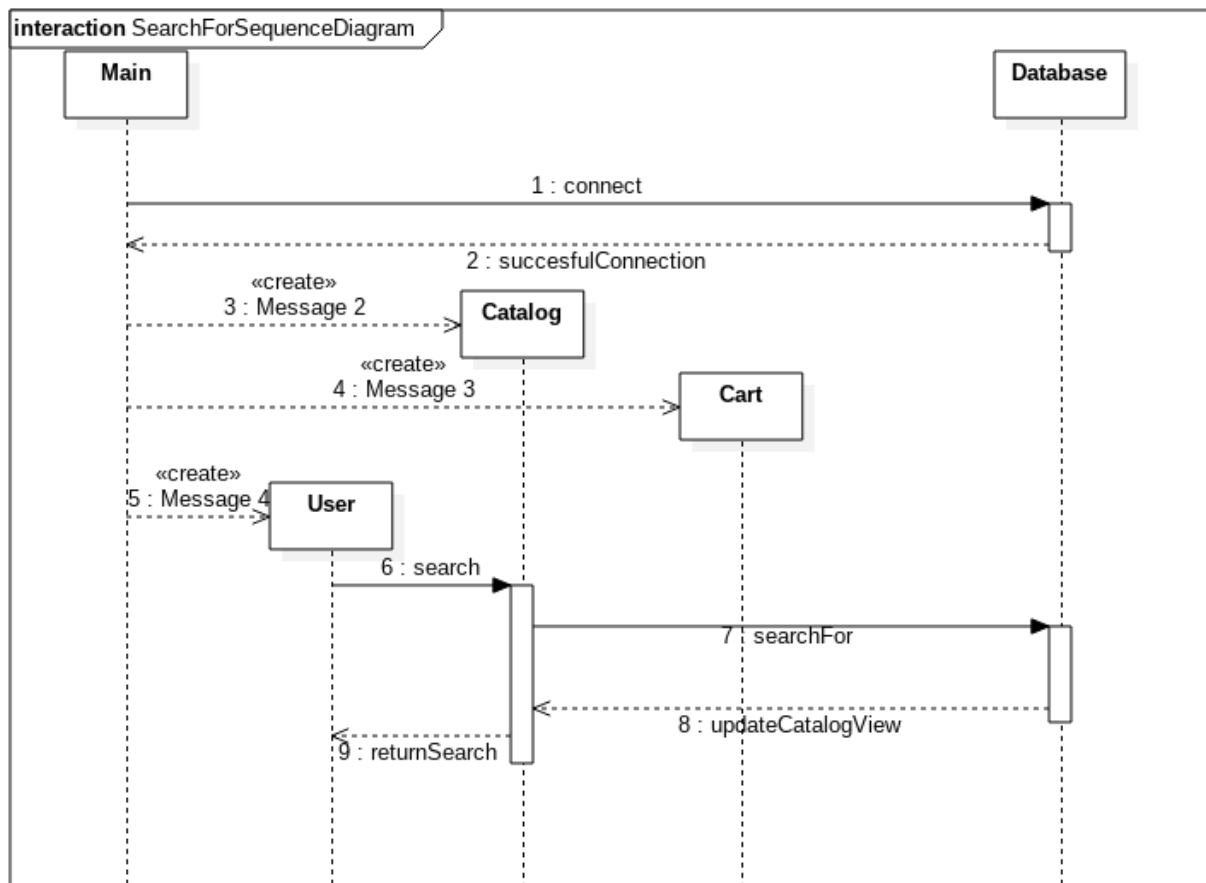 interaction SearchForSequenceDiagram
Main
Database
1 : connect
2 : succesfulConnection
«create»
3 : Message 2
Catalog
«create»
4 : Message 3
Cart
«create»
5 : Message 4
User
6 : search
7 : searchFor
8 : updateCatalogView
9 : returnSearch